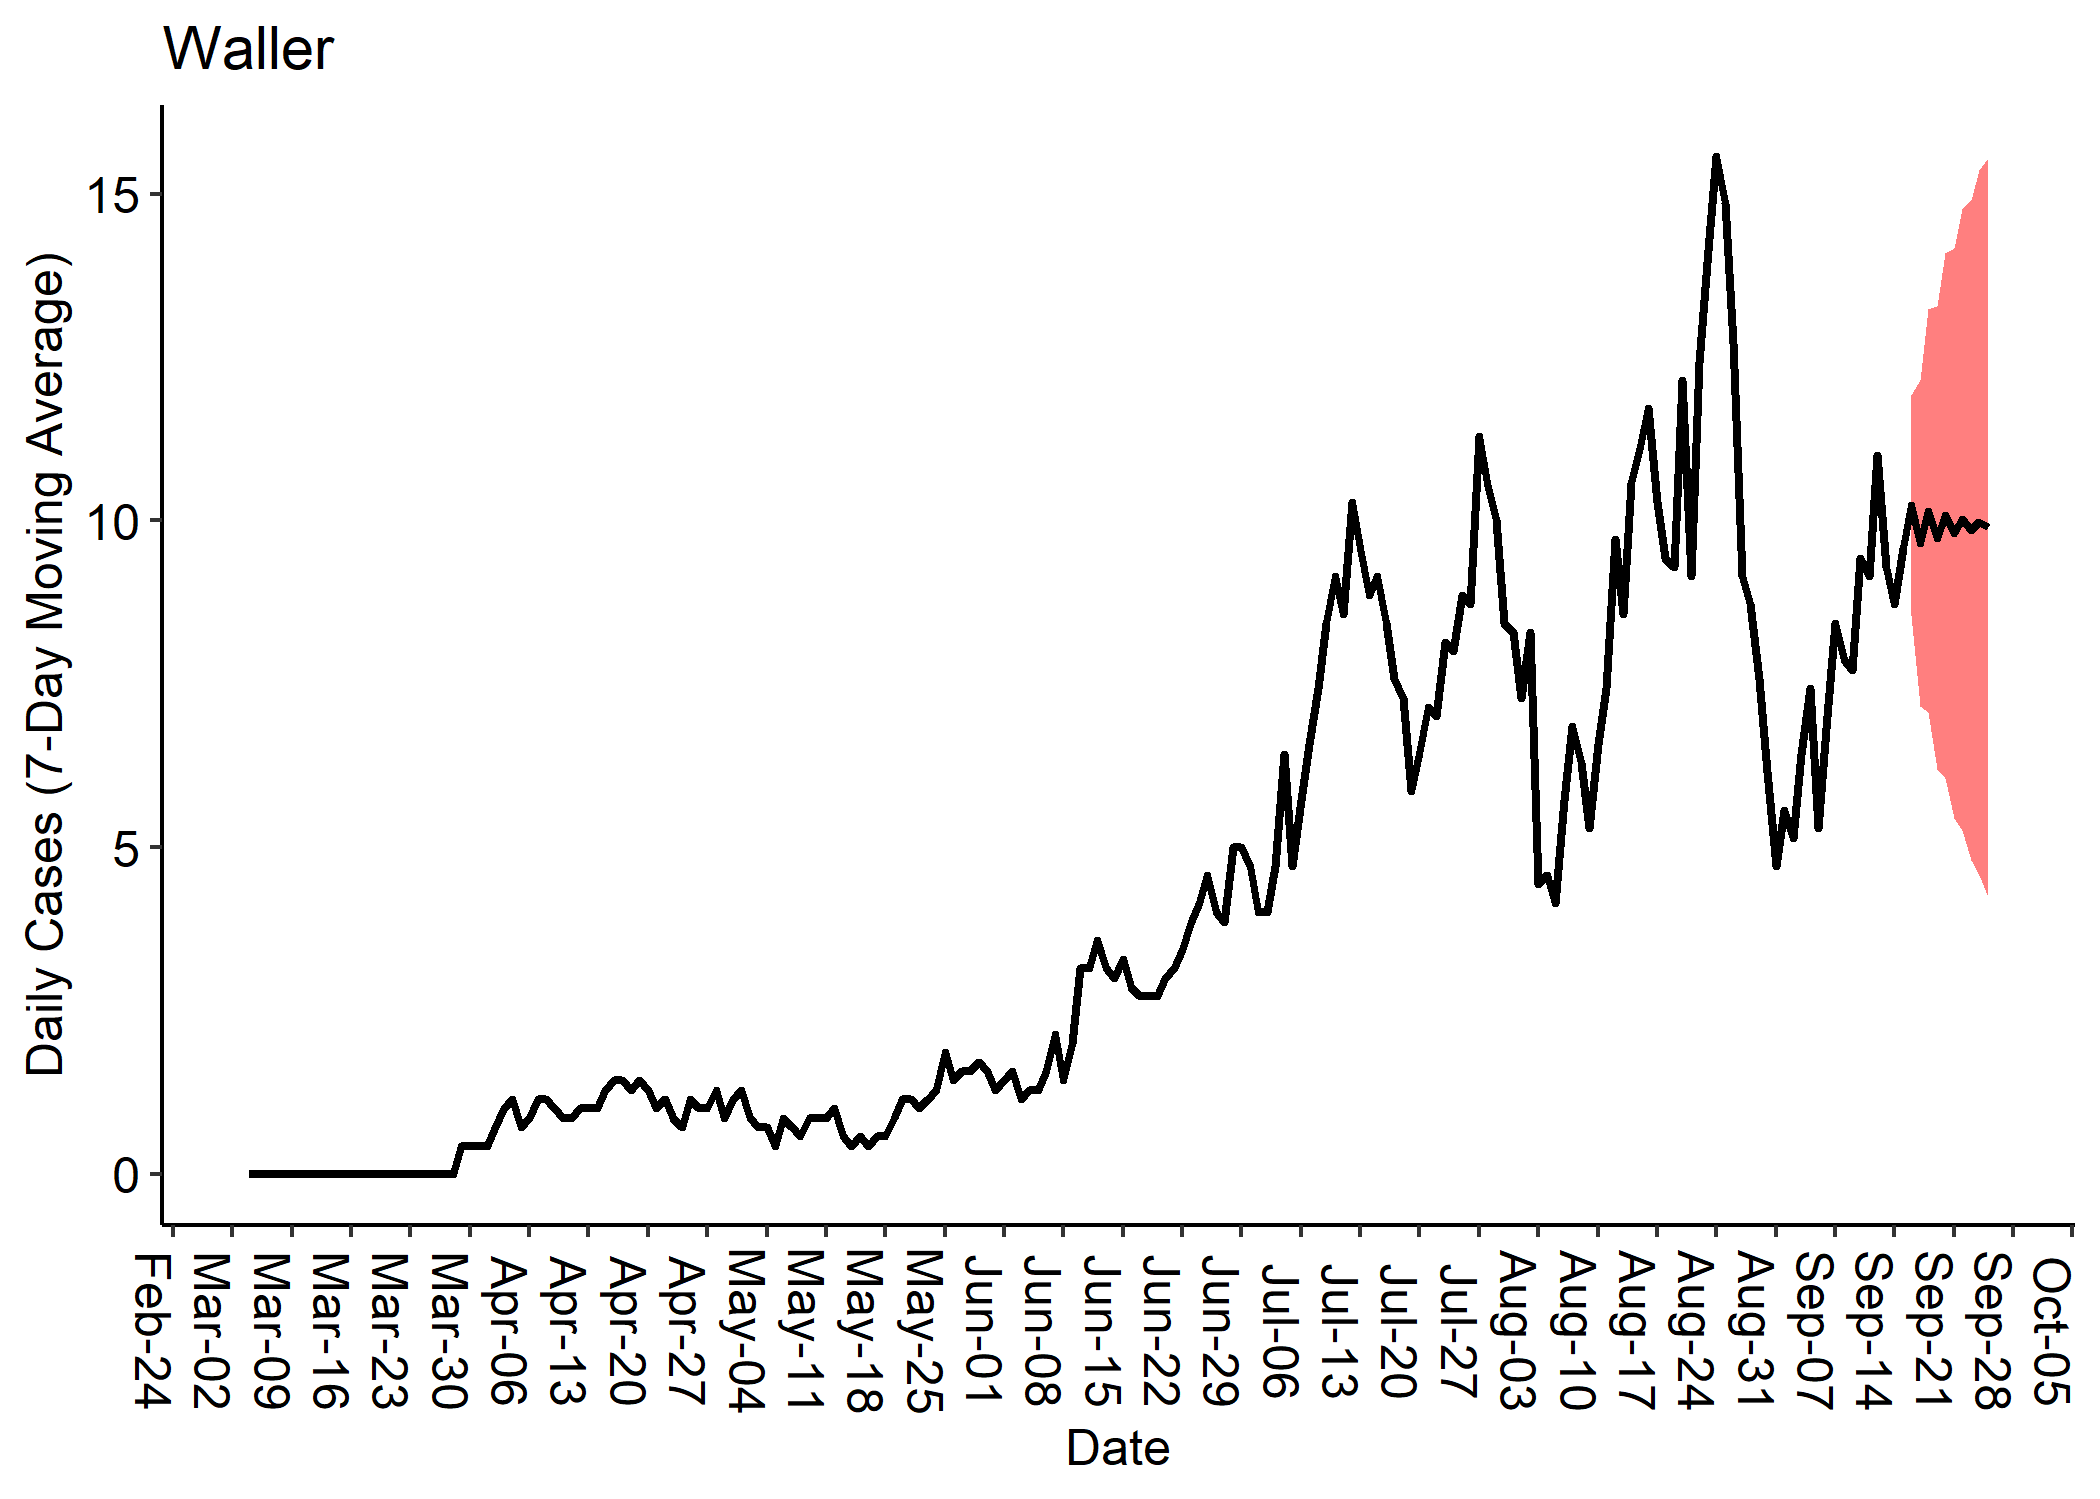 Waller
Daily Cases (7-Day Moving Average)
15
10
5
0
Feb-24
Mar-02
Mar-09
Mar-16
Mar-23
Mar-30
Apr-06
Apr-13
Apr-20
Apr-27
May-04
May-11
May-18
May-25
Jun-01
Jun-08
Jun-15
Jun-22
Jun-29
Jul-06
Jul-13
Jul-20
Jul-27
Aug-03
Aug-10
Aug-17
Aug-24
Aug-31
Sep-07
Sep-14
Sep-21
Sep-28
Oct-05
Date